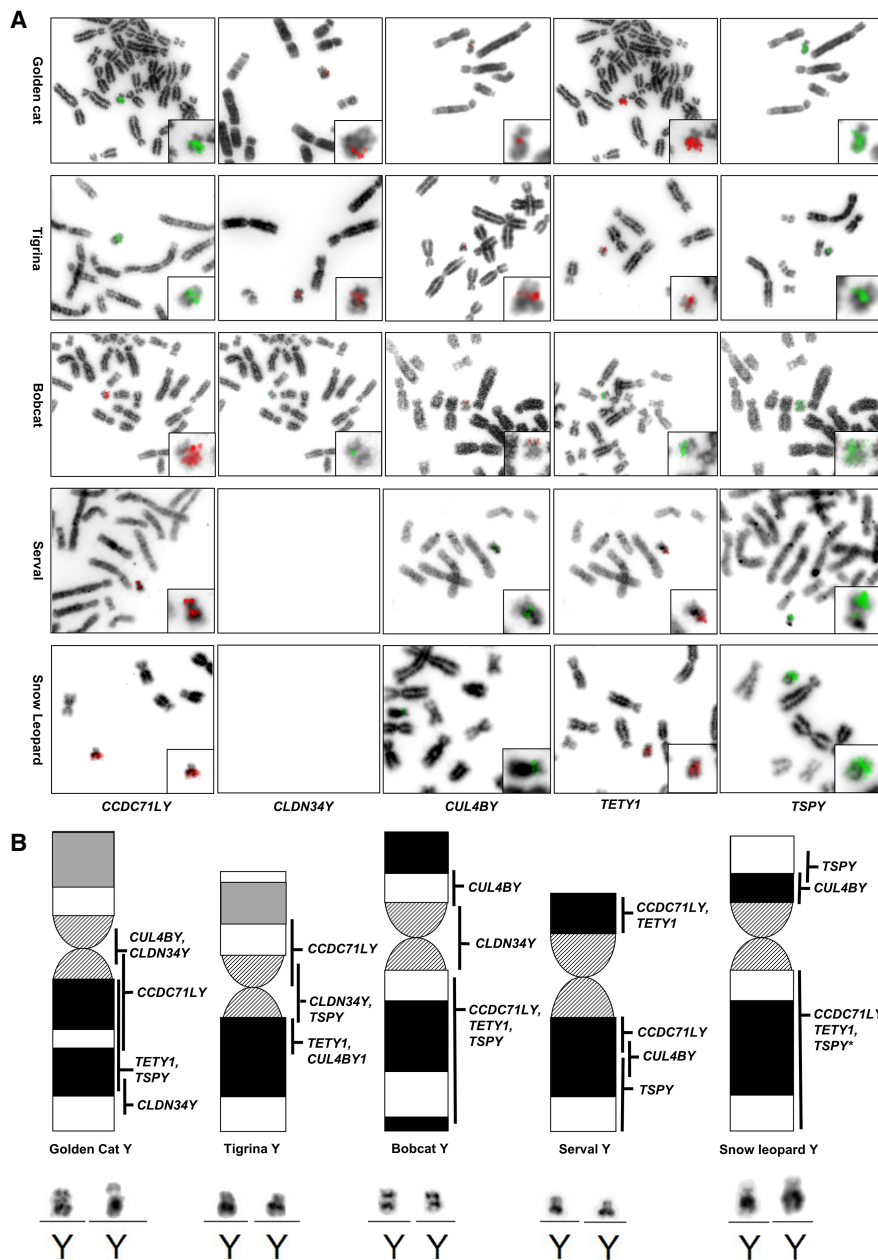 A
Golden cat
Tigrina
Bobcat
Serval
Snow Leopard
CCDC71LY
CLDN34Y
CUL4BY
TETY1
TSPY
B
CUL4BY,
CLDN34Y
CCDC71LY
TETY1,
TSPY
CLDN34Y
Golden Cat Y
CCDC71LY
CLDN34Y,
TSPY
TETY1,
CUL4BY1
Tigrina Y
CUL4BY
CLDN34Y
CCDC71LY,
TETY1,
TSPY
Bobcat Y
CCDC71LY,
TETY1
CCDC71LY
CUL4BY
TSPY
Serval Y
TSPY
CUL4BY
CCDC71LY
TETY1,
TSPY*
Snow leopard Y
Y Y Y Y Y Y Y Y Y Y